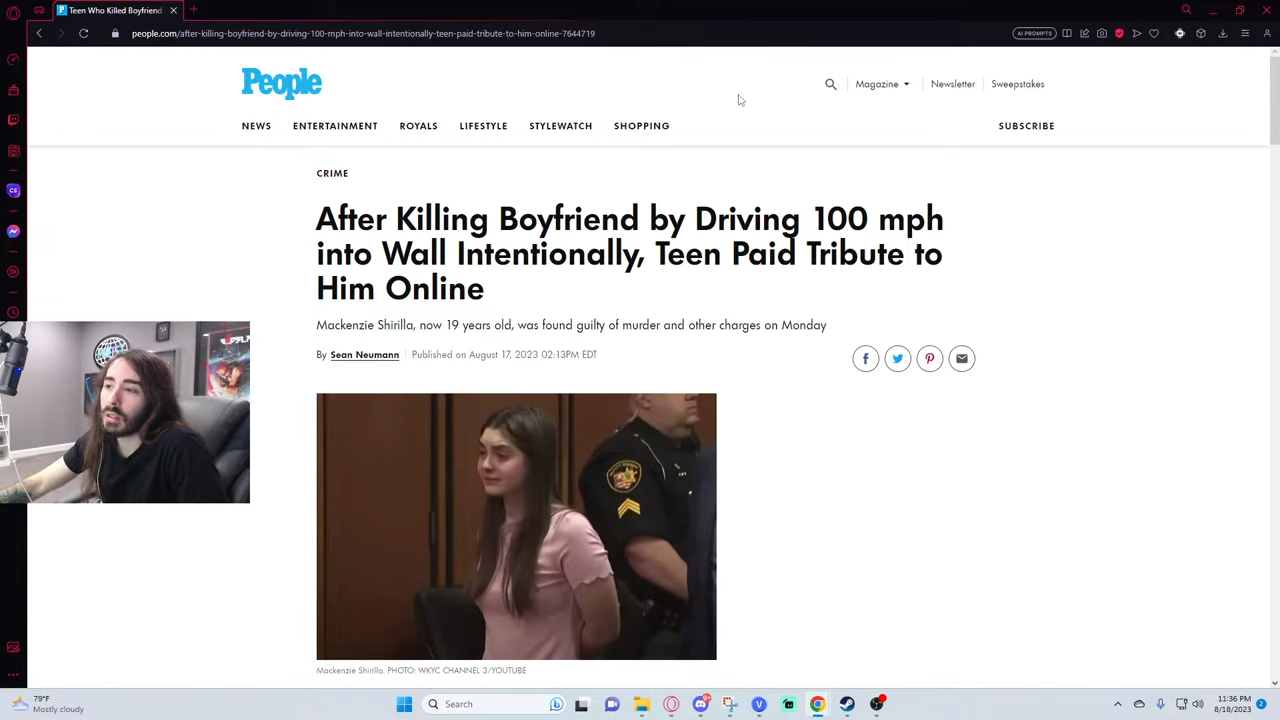 Teen Who Killed Boyfriend
people.com/after-killing-boyfriend-by-driving-100-mph-into-wall-intentionally-teen-paid-tribute-to-him-online-7644719
AI PROMPTS
People
Magazine
Newsletter
Sweepstakes
NEWS
ENTERTAINMENT
ROYALS
LIFESTYLE
STYLEWATCH
SHOPPING
SUBSCRIBE
CRIME
After Killing Boyfriend by Driving 100 mph
into Wall Intentionally, Teen Paid Tribute to
Him Online
Mackenzie Shirilla, now 19 years old, was found guilty of murder and other charges on Monday
By Sean Neumann
Published on August 17, 2023 02:13PM EDT
Mackenzie Shirilla. PHOTO: WKYC CHANNEL 3/YOUTUBE
79°F
Mostly cloudy
Search
11:36 PM
8/18/2023